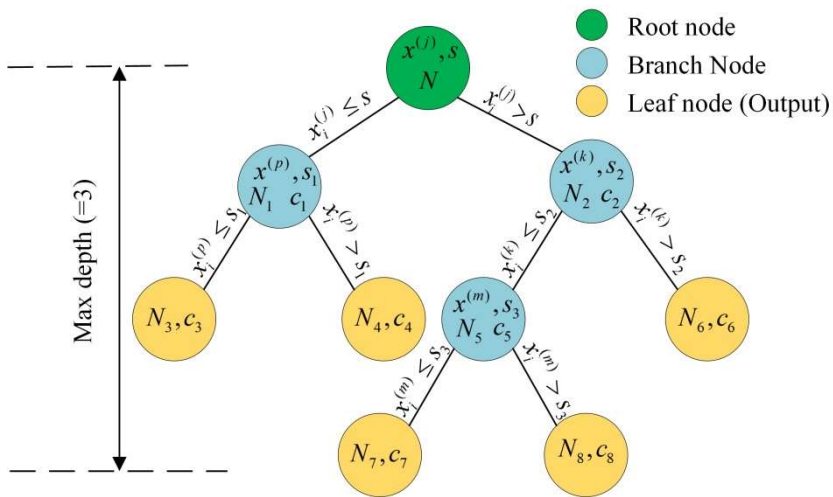 x^{(j)}, s
N
Root node
Branch Node
Leaf node (Output)
x_i^{(j)} ≤ s
x_i^{(j)} > s
x^{(p)}, s_1
N_1 c_1
x^{(k)}, s_2
N_2 c_2
x_i^{(p)} ≤ s_1
x_i^{(p)} > s_1
x_i^{(k)} ≤ s_2
x_i^{(k)} > s_2
Max depth (=3)
N_3, c_3
N_4, c_4
x^{(m)}, s_3
N_5 c_5
N_6, c_6
x_i^{(m)} ≤ s_3
x_i^{(m)} > s_3
N_7, c_7
N_8, c_8